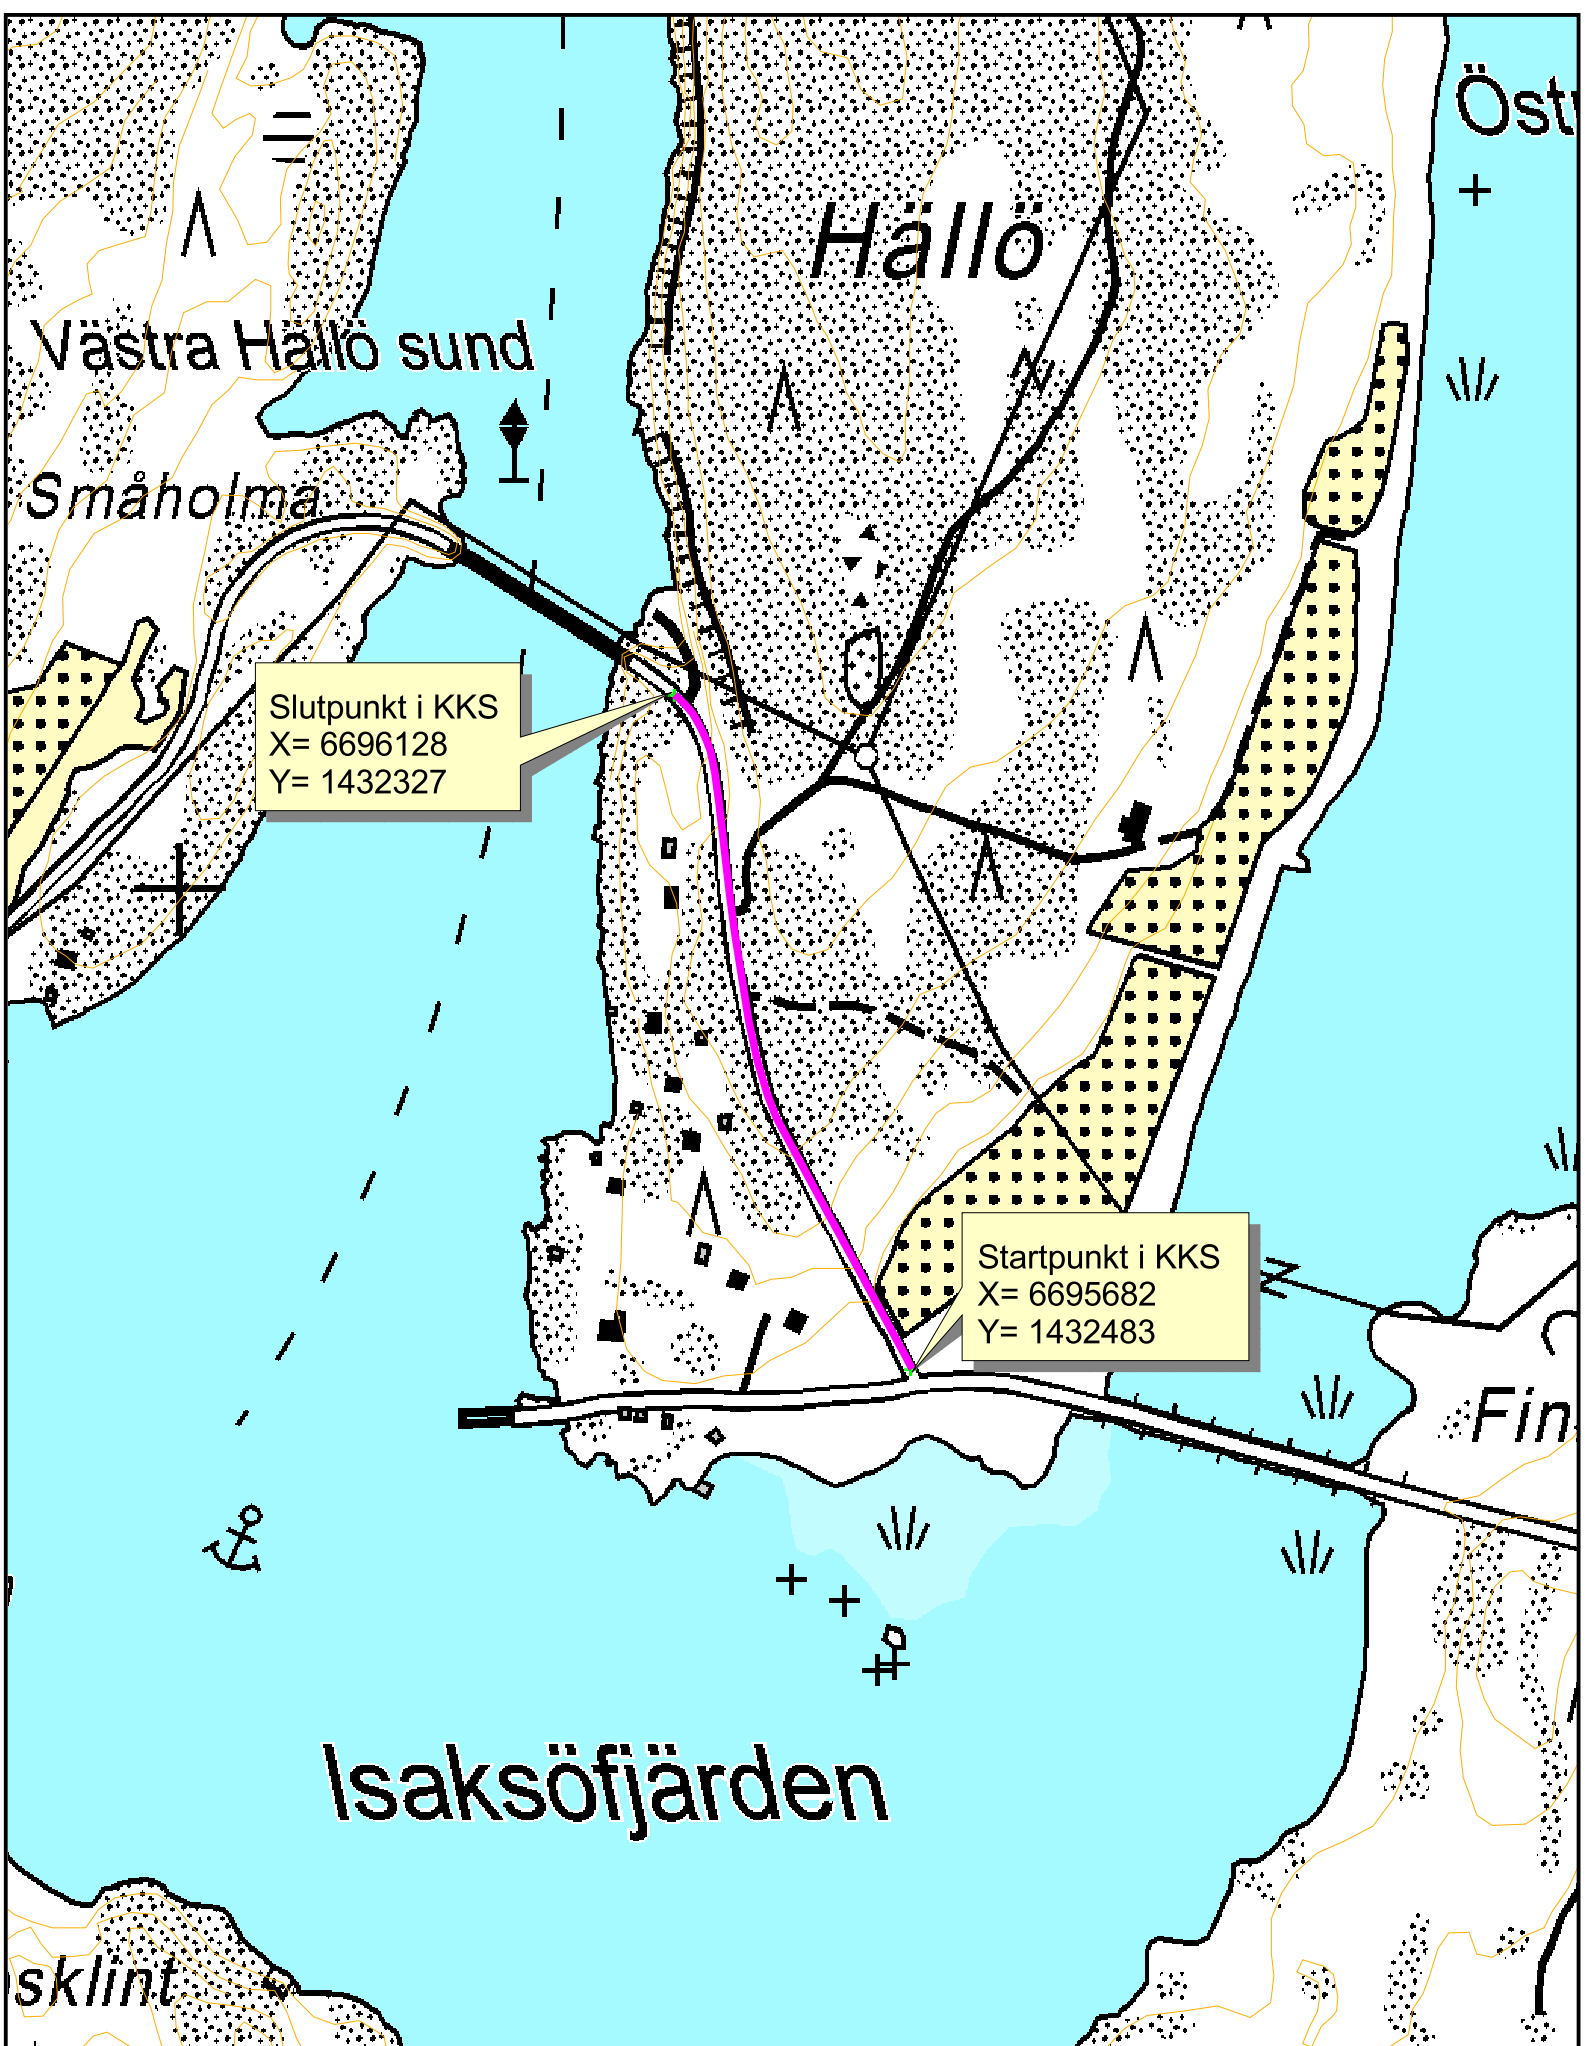 Öst
Hällö
Västra Hällö sund
Småholma
Slutpunkt i KKS
X= 6696128
Y= 1432327
Startpunkt i KKS
X= 6695682
Y= 1432483
Fin
Isaksöfjärden
sklint